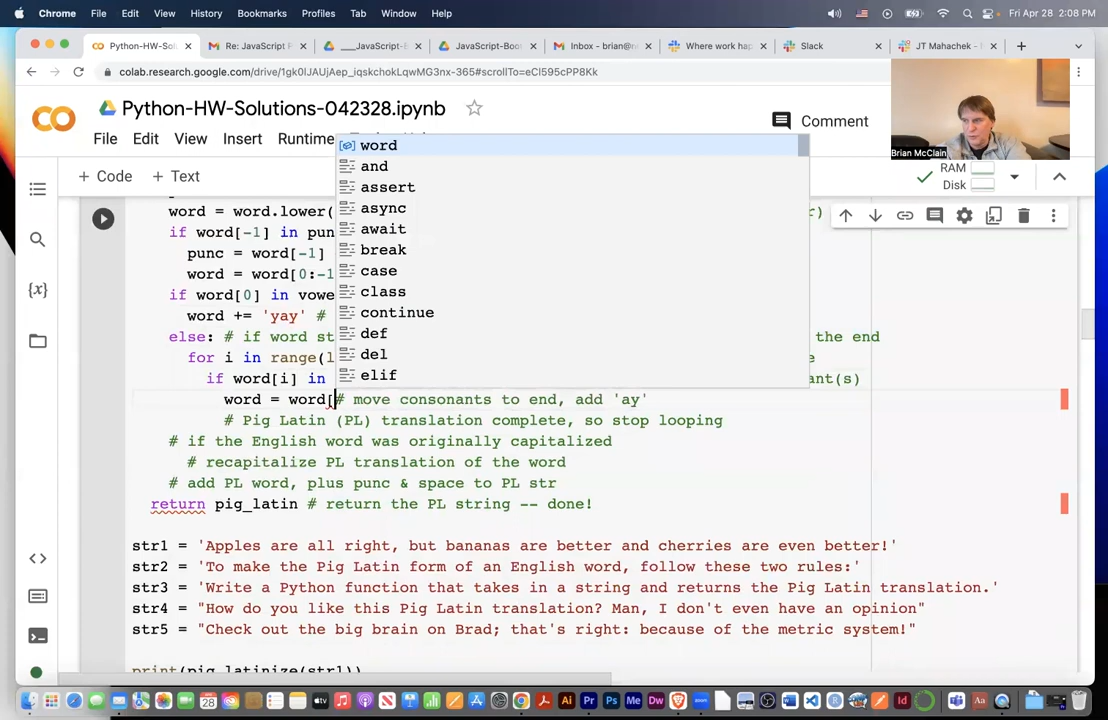 Chrome File Edit View History Bookmarks Profiles Tab Window Help Fri Apr 28 2:08 PM
Python-HW-Solutions Re: JavaScript F ___JavaScript-E JavaScript-Boo Inbox - brian@r Where work hap Slack JT Mahachek - B
colab.research.google.com/drive/1gk0IJAUjAep_iqskchokLqwMG3nx-365#scrollTo=eCl595cPP8Kk
Python-HW-Solutions-042328.ipynb
File Edit View Insert Runtime
Comment
Brian McClain
+ Code + Text
RAM
Disk
word
and
assert
async
await
break
case
class
continue
def
del
elif
word = word.lower( r)
if word[-1] in pun
punc = word[-1]
word = word[0:-1
if word[0] in vowe
word += 'yay' #
else: # if word st the end
for i in range(l e
if word[i] in ant(s)
word = word[# move consonants to end, add 'ay'
# Pig Latin (PL) translation complete, so stop looping
# if the English word was originally capitalized
# recapitalize PL translation of the word
# add PL word, plus punc & space to PL str
return pig_latin # return the PL string -- done!
str1 = 'Apples are all right, but bananas are better and cherries are even better!'
str2 = 'To make the Pig Latin form of an English word, follow these two rules:'
str3 = 'Write a Python function that takes in a string and returns the Pig Latin translation.'
str4 = "How do you like this Pig Latin translation? Man, I don't even have an opinion"
str5 = "Check out the big brain on Brad; that's right: because of the metric system!"
print(pig_latinize(str1))